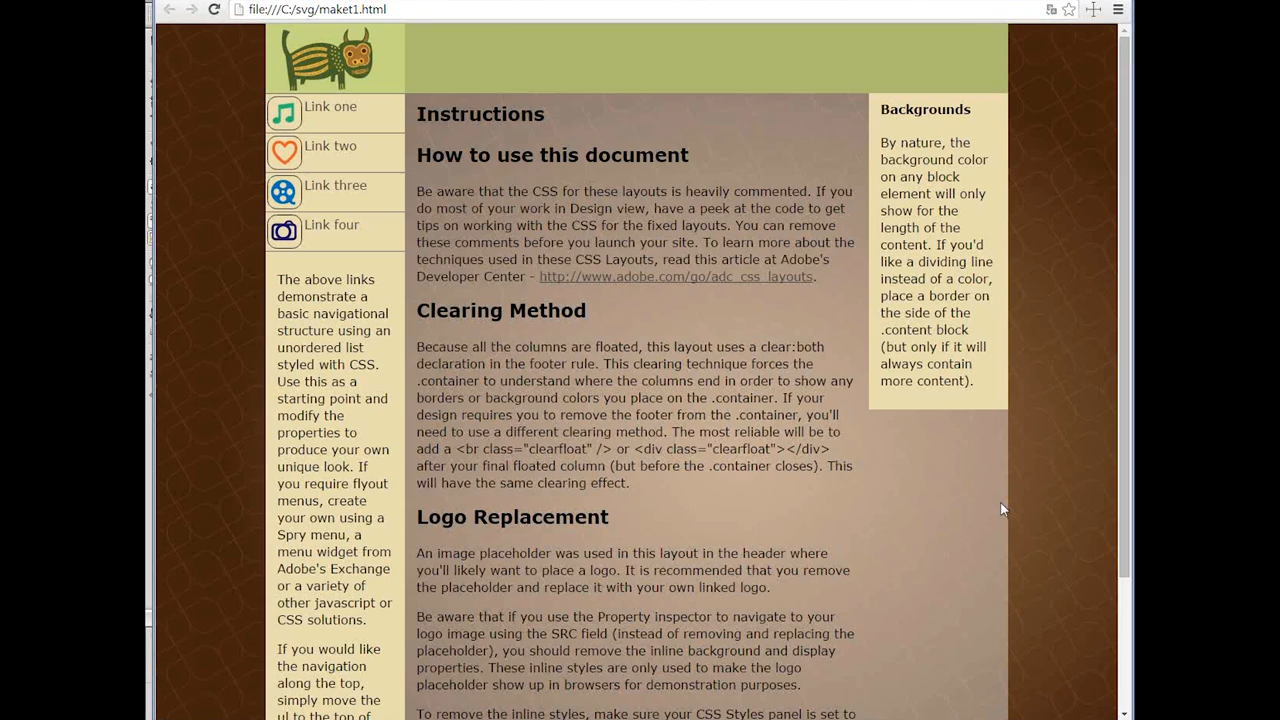 file:///C:/svg/maket1.html
Link one
Link two
Link three
Link four
The above links
demonstrate a
basic navigational
structure using an
unordered list
styled with CSS.
Use this as a
starting point and
modify the
properties to
produce your own
unique look. If
you require flyout
menus, create
your own using a
Spry menu, a
menu widget from
Adobe's Exchange
or a variety of
other javascript or
CSS solutions.
If you would like
the navigation
along the top,
simply move the
ul to the top of
Instructions
How to use this document
Be aware that the CSS for these layouts is heavily commented. If you
do most of your work in Design view, have a peek at the code to get
tips on working with the CSS for the fixed layouts. You can remove
these comments before you launch your site. To learn more about the
techniques used in these CSS Layouts, read this article at Adobe's
Developer Center - http://www.adobe.com/go/adc_css_layouts.
Clearing Method
Because all the columns are floated, this layout uses a clear:both
declaration in the footer rule. This clearing technique forces the
.container to understand where the columns end in order to show any
borders or background colors you place on the .container. If your
design requires you to remove the footer from the .container, you'll
need to use a different clearing method. The most reliable will be to
add a <br class="clearfloat" /> or <div class="clearfloat"></div>
after your final floated column (but before the .container closes). This
will have the same clearing effect.
Logo Replacement
An image placeholder was used in this layout in the header where
you'll likely want to place a logo. It is recommended that you remove
the placeholder and replace it with your own linked logo.
Be aware that if you use the Property inspector to navigate to your
logo image using the SRC field (instead of removing and replacing the
placeholder), you should remove the inline background and display
properties. These inline styles are only used to make the logo
placeholder show up in browsers for demonstration purposes.
To remove the inline styles, make sure your CSS Styles panel is set to
Backgrounds
By nature, the
background color
on any block
element will only
show for the
length of the
content. If you'd
like a dividing line
instead of a color,
place a border on
the side of the
.content block
(but only if it will
always contain
more content).